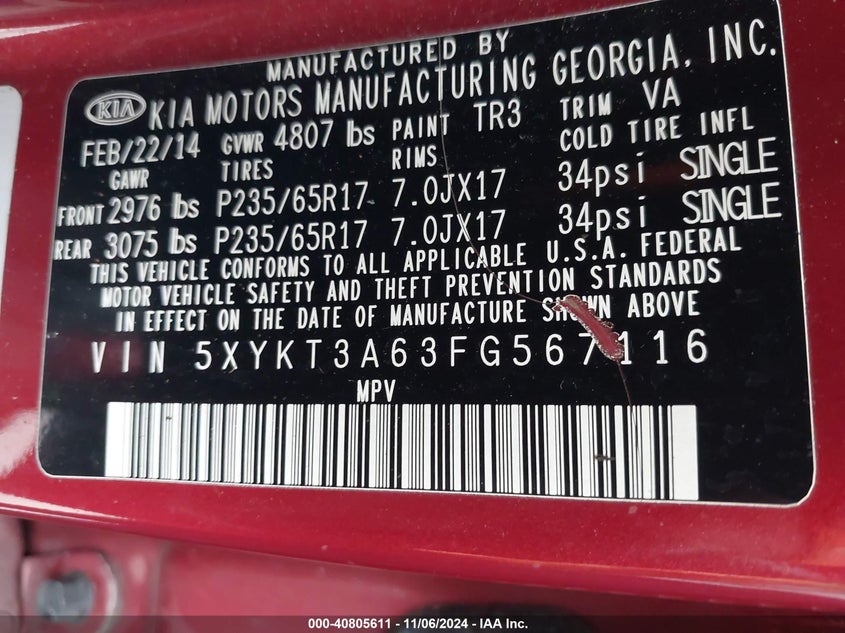 MANUFACTURED BY
KIA KIA MOTORS MANUFACTURING GEORGIA, INC.
FEB/22/14 GVWR 4807 lbs PAINT TR3 TRIM VA
GAWR TIRES RIMS COLD TIRE INFL
FRONT 2976 lbs P235/65R17 7.0JX17 34psi SINGLE
REAR 3075 lbs P235/65R17 7.0JX17 34psi SINGLE
THIS VEHICLE CONFORMS TO ALL APPLICABLE U.S.A. FEDERAL
MOTOR VEHICLE SAFETY AND THEFT PREVENTION STANDARDS
IN EFFECT ON THE DATE OF MANUFACTURE SHOWN ABOVE
VIN 5XYKT3A63FG567116
MPV
000-40805611 - 11/06/2024 - IAA Inc.